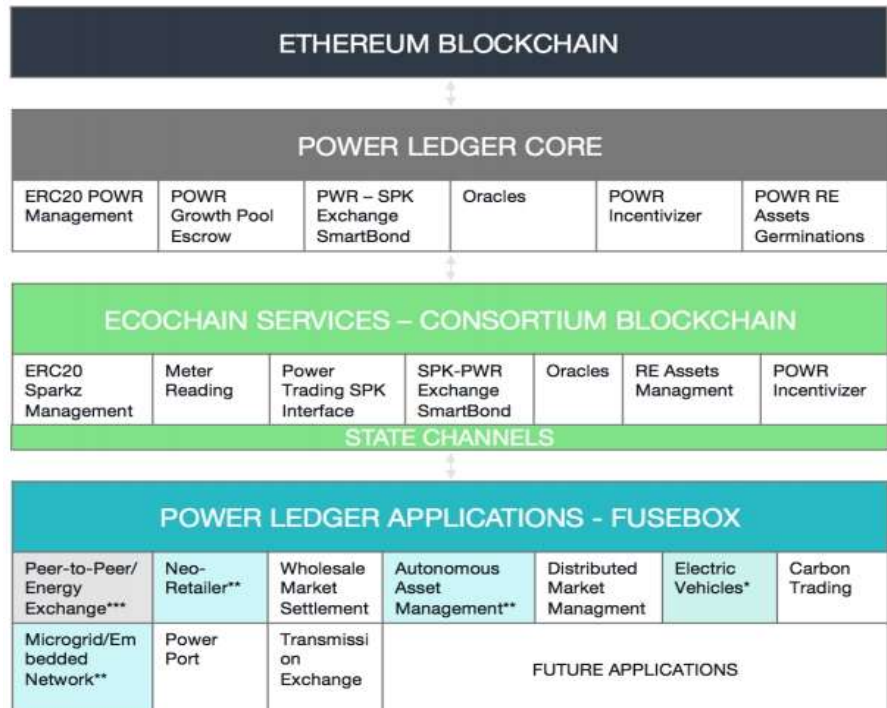 ETHEREUM BLOCKCHAIN
POWER LEDGER CORE
ERC20 POWR
Management
POWR
Growth Pool
Escrow
PWR – SPK
Exchange
SmartBond
Oracles
POWR
Incentivizer
POWR RE
Assets
Germinations
ECOCHAIN SERVICES – CONSORTIUM BLOCKCHAIN
ERC20
Sparkz
Management
Meter
Reading
Power
Trading SPK
Interface
SPK-PWR
Exchange
SmartBond
Oracles
RE Assets
Managment
POWR
Incentivizer
STATE CHANNELS
POWER LEDGER APPLICATIONS - FUSEBOX
Peer-to-Peer/
Energy
Exchange***
Neo-
Retailer**
Wholesale
Market
Settlement
Autonomous
Asset
Management**
Distributed
Market
Managment
Electric
Vehicles*
Carbon
Trading
Microgrid/Em
bedded
Network**
Power
Port
Transmissi
on
Exchange
FUTURE APPLICATIONS